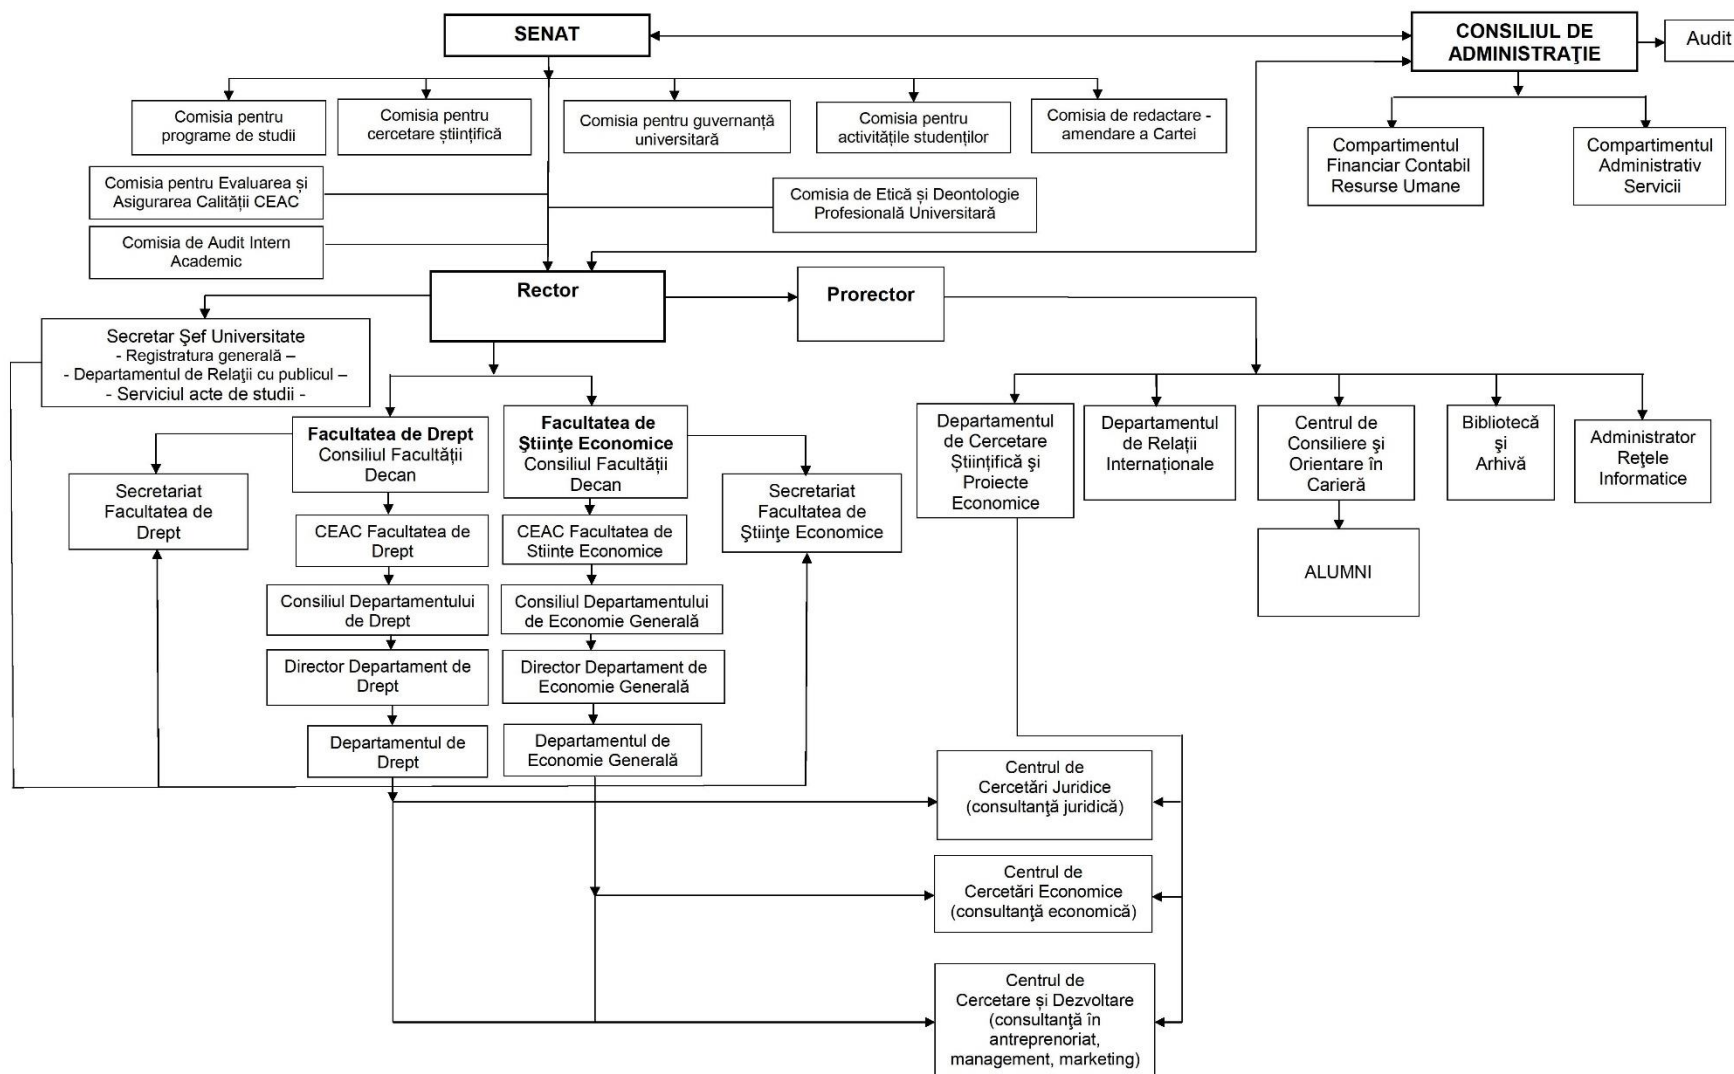 SENAT
CONSILIUL DE
ADMINISTRAŢIE
Audit
Comisia pentru
programe de studii
Comisia pentru
cercetare științifică
Comisia pentru guvernanță
universitară
Comisia pentru
activitățile studenților
Comisia de redactare -
amendare a Cartei
Compartimentul
Financiar Contabil
Resurse Umane
Compartimentul
Administrativ
Servicii
Comisia pentru Evaluarea și
Asigurarea Calității CEAC
Comisia de Etică și Deontologie
Profesională Universitară
Comisia de Audit Intern
Academic
Rector
Prorector
Secretar Şef Universitate
- Registratura generală –
- Departamentul de Relaţii cu publicul –
- Serviciul acte de studii -
Facultatea de Drept
Consiliul Facultății
Decan
Facultatea de
Ştiinţe Economice
Consiliul Facultății
Decan
Secretariat
Facultatea de
Drept
Secretariat
Facultatea de
Ştiinţe Economice
Departamentul
de Cercetare
Științifică şi
Proiecte
Economice
Departamentul
de Relații
Internaționale
Centrul de
Consiliere şi
Orientare în
Carieră
Bibliotecă
şi
Arhivă
Administrator
Reţele
Informatice
CEAC Facultatea de
Drept
CEAC Facultatea de
Stiinte Economice
ALUMNI
Consiliul Departamentului
de Drept
Consiliul Departamentului
de Economie Generală
Director Departament de
Drept
Director Departament de
Economie Generală
Departamentul de
Drept
Departamentul de
Economie Generală
Centrul de
Cercetări Juridice
(consultanţă juridică)
Centrul de
Cercetări Economice
(consultanţă economică)
Centrul de
Cercetare și Dezvoltare
(consultanţă în
antreprenoriat,
management, marketing)